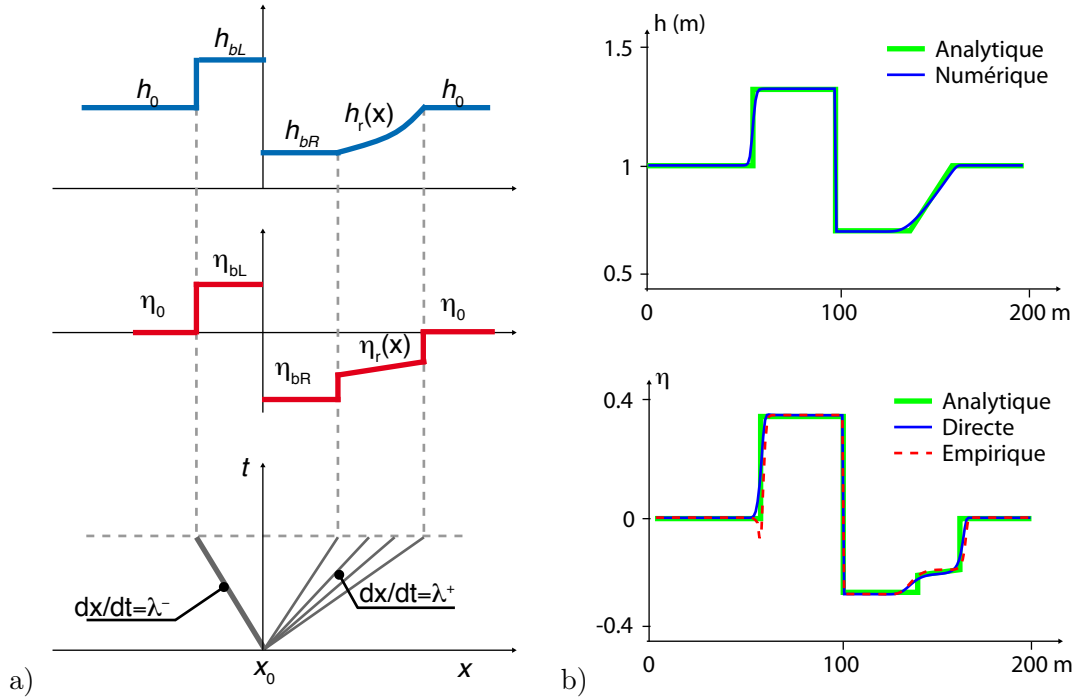 h_bL
h_0
h_bR
h_r(x)
h_0
η_bL
η_0
η_bR
η_r(x)
η_0
t
dx/dt=λ⁻
dx/dt=λ⁺
x_0
x
a)
h (m)
1.5
1
0.5
Analytique
Numérique
0
100
200 m
η
0.4
0
-0.4
Analytique
Directe
Empirique
0
100
200 m
b)